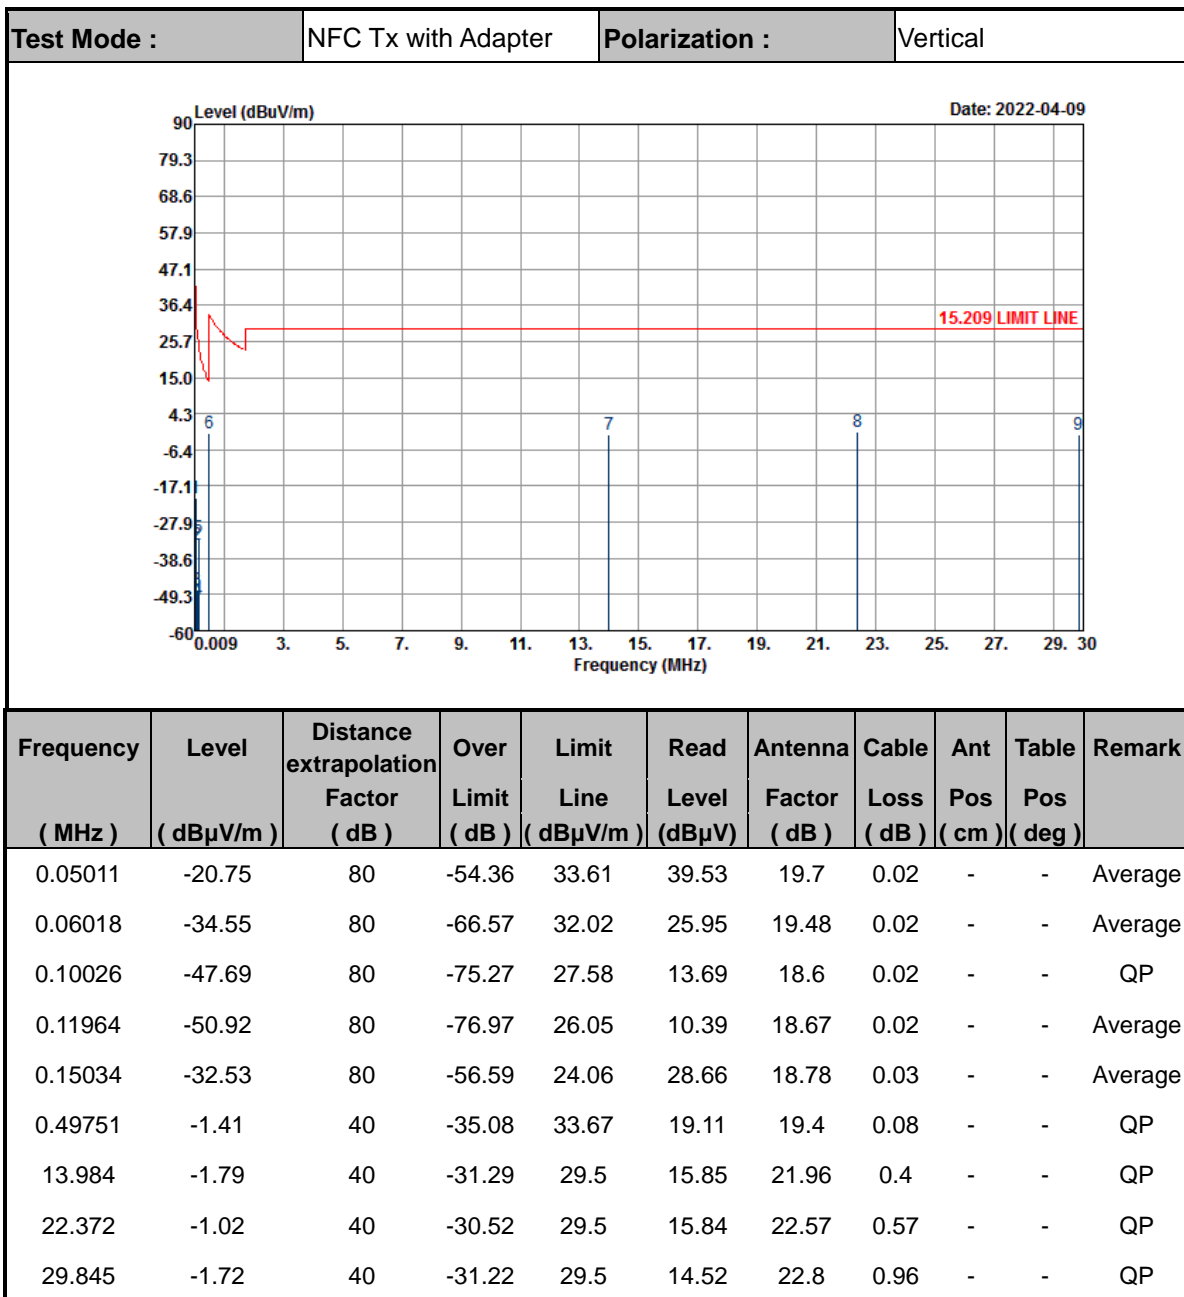 Test Mode : NFC Tx with Adapter Polarization : Vertical
Level (dBuV/m) Date: 2022-04-09
90
79.3
68.6
57.9
47.1
36.4
15.209 LIMIT LINE
25.7
15.0
4.3
6 7 8 9
-6.4
-17.1
-27.9
-38.6
-49.3
-60
0.009 3. 5. 7. 9. 11. 13. 15. 17. 19. 21. 23. 25. 27. 29. 30
Frequency (MHz)
Frequency Level Distance extrapolation Over Limit Read Antenna Cable Ant Table Remark
Factor Limit Line Level Factor Loss Pos Pos
( MHz ) ( dBµV/m ) ( dB ) ( dB ) ( dBµV/m ) (dBµV) ( dB ) ( dB ) ( cm ) ( deg )
0.05011 -20.75 80 -54.36 33.61 39.53 19.7 0.02 - - Average
0.06018 -34.55 80 -66.57 32.02 25.95 19.48 0.02 - - Average
0.10026 -47.69 80 -75.27 27.58 13.69 18.6 0.02 - - QP
0.11964 -50.92 80 -76.97 26.05 10.39 18.67 0.02 - - Average
0.15034 -32.53 80 -56.59 24.06 28.66 18.78 0.03 - - Average
0.49751 -1.41 40 -35.08 33.67 19.11 19.4 0.08 - - QP
13.984 -1.79 40 -31.29 29.5 15.85 21.96 0.4 - - QP
22.372 -1.02 40 -30.52 29.5 15.84 22.57 0.57 - - QP
29.845 -1.72 40 -31.22 29.5 14.52 22.8 0.96 - - QP